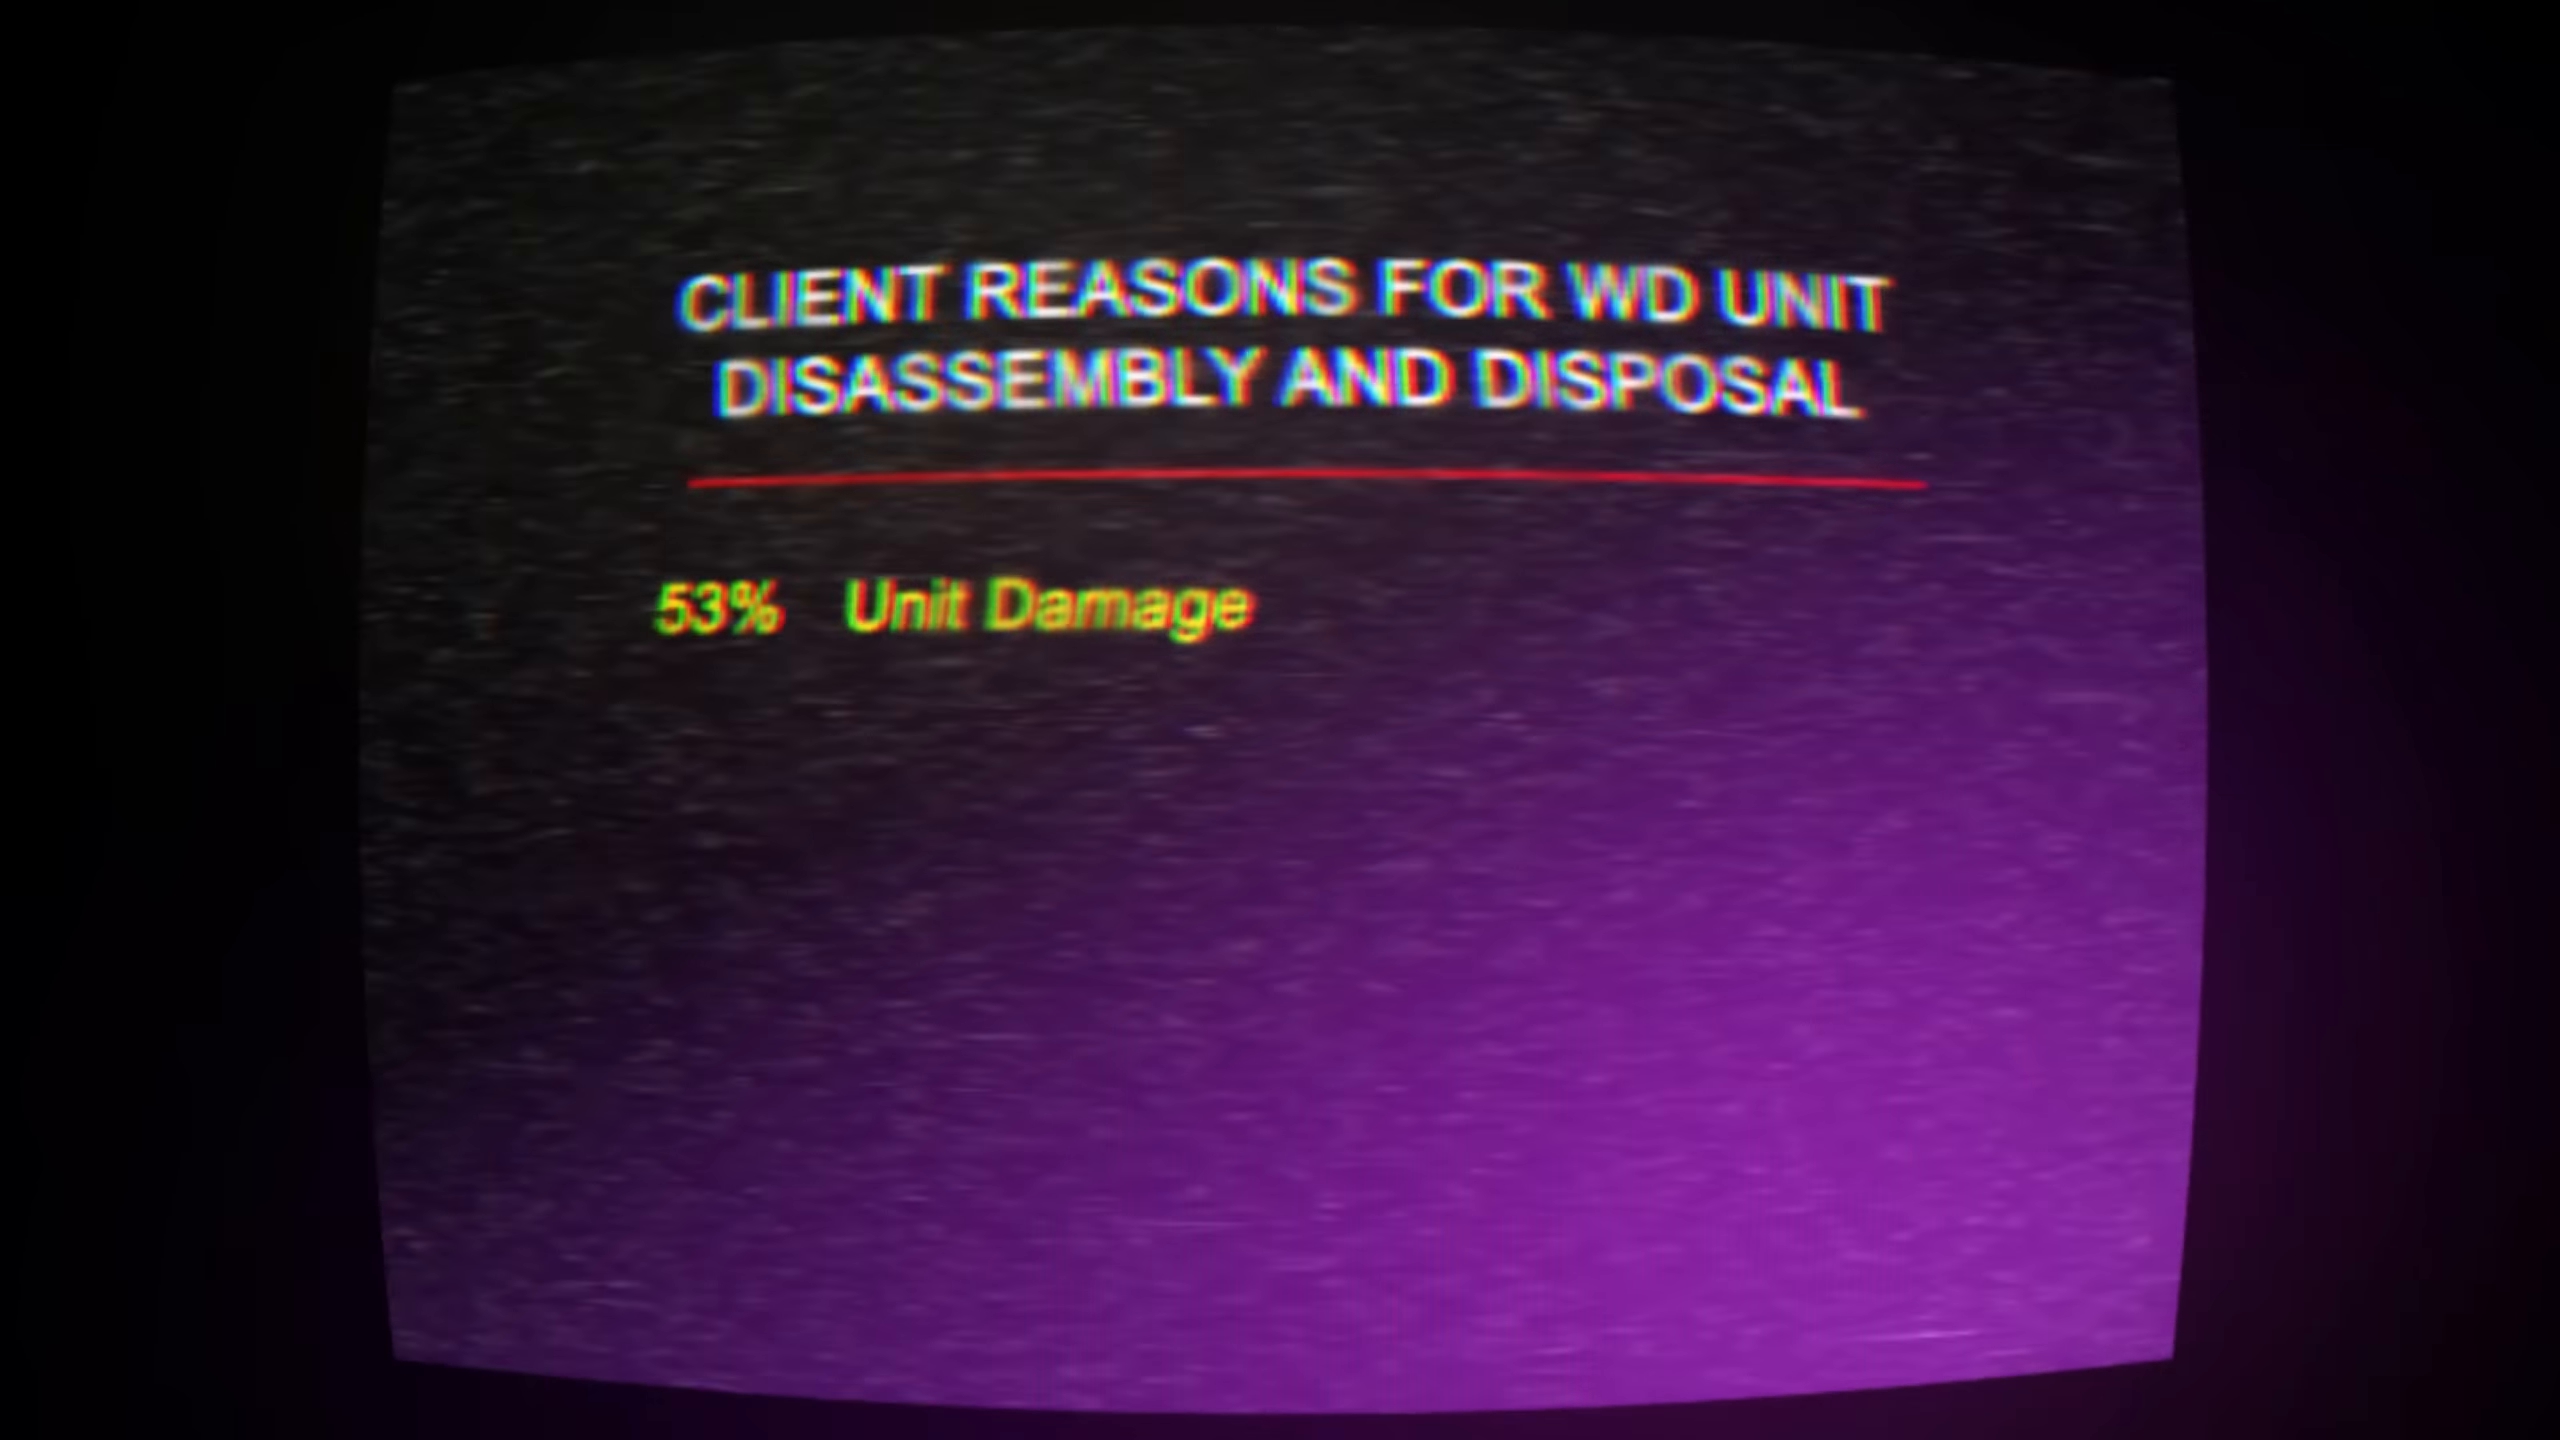 CLIENT REASONS FOR WD UNIT
DISASSEMBLY AND DISPOSAL
53% Unit Damage